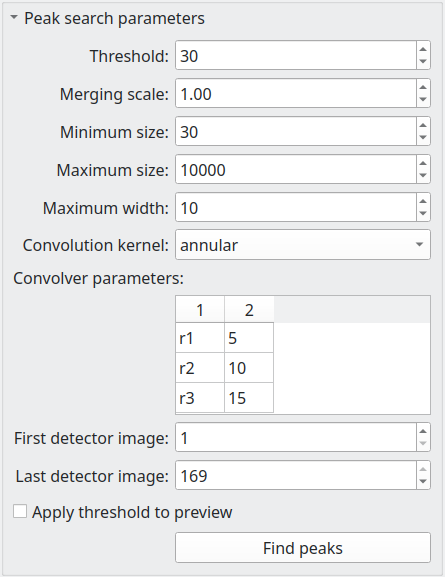 Peak search parameters
Threshold: 30
Merging scale: 1.00
Minimum size: 30
Maximum size: 10000
Maximum width: 10
Convolution kernel: annular
Convolver parameters:
1 2
r1 5
r2 10
r3 15
First detector image: 1
Last detector image: 169
Apply threshold to preview
Find peaks